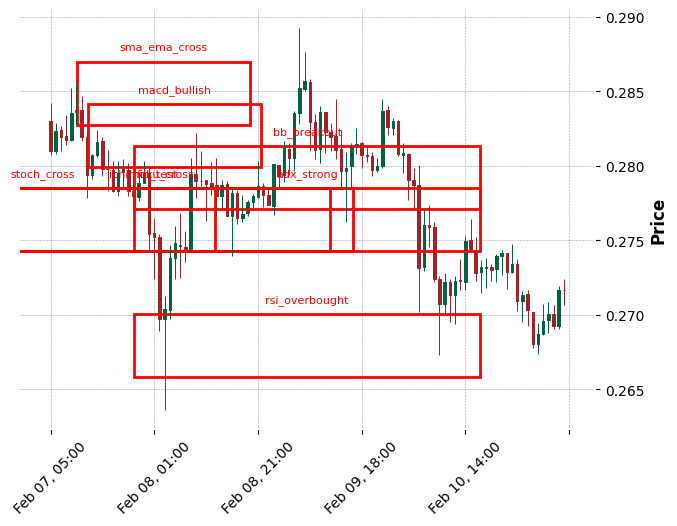 0.290
sma_ema_cross
macd_bullish
0.285
bb_breakout
0.280
stoch_cross
adx_strong
0.275
Price
rsi_overbought
0.270
0.265
Feb 07, 05:00
Feb 08, 01:00
Feb 08, 21:00
Feb 09, 18:00
Feb 10, 14:00